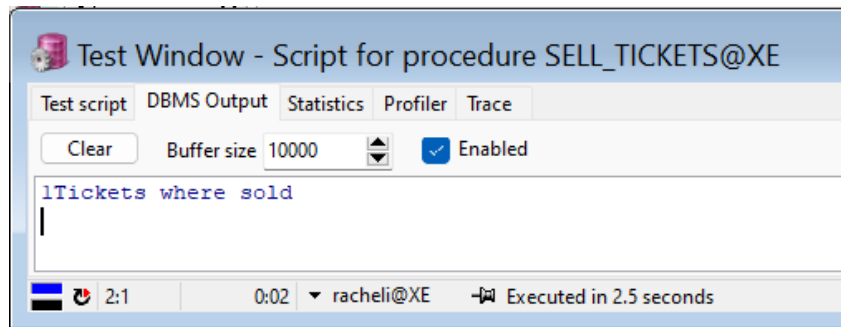 Test Window - Script for procedure SELL_TICKETS@XE
Test script DBMS Output Statistics Profiler Trace
Clear Buffer size 10000 Enabled
1Tickets where sold
2:1 0:02 racheli@XE Executed in 2.5 seconds